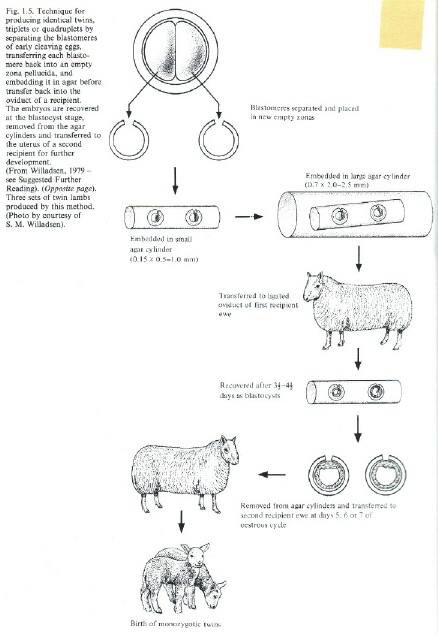 Fig. 1.5. Technique for
producing identical twins,
triplets or quadruplets by
separating the blastomeres
of early cleaving eggs,
transferring each blasto-
mere back into an empty
zona pellucida, and
embedding it in agar before
transfer back into the
oviduct of a recipient.
The embryos are recovered
at the blastocyst stage,
removed from the agar
cylinders and transferred to
the uterus of a second
recipient for further
development.
(From Willadsen, 1979 –
see Suggested Further
Reading). (Opposite page).
Three sets of twin lambs
produced by this method.
(Photo by courtesy of
S. M. Willadsen).
Blastomeres separated and placed
in new empty zonas
Embedded in large agar cylinder
(0.7 × 2.0–2.5 mm)
Embedded in small
agar cylinder
(0.15 × 0.5–1.0 mm)
Transferred to ligated
oviduct of first recipient
ewe
Recovered after 3½–4½
days as blastocysts
Removed from agar cylinders and transferred to
second recipient ewe at days 5, 6 or 7 of
oestrous cycle
Birth of monozygotic twins